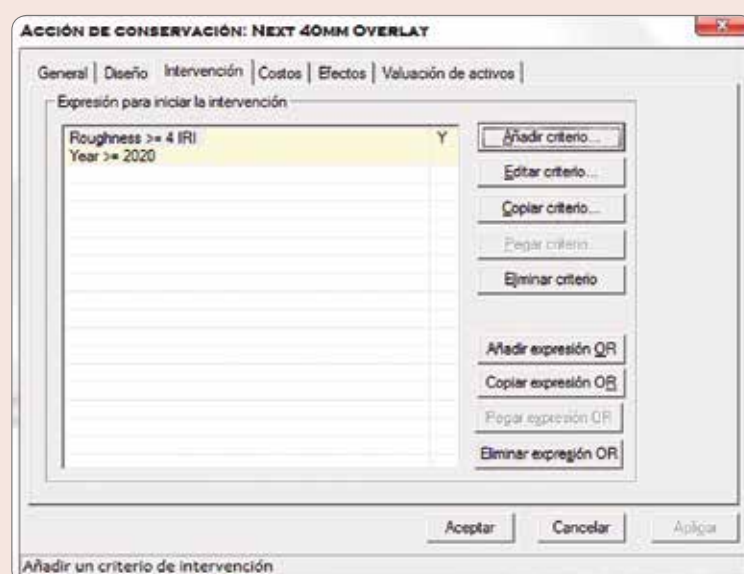 Acción de conservación: Next 40mm Overlay
General | Diseño | Intervención | Costos | Efectos | Valuación de activos |
Expresión para iniciar la intervención
Roughness >= 4 IRI Y
Year >= 2020
Añadir criterio...
Editar criterio...
Copiar criterio...
Pegar criterio...
Eliminar criterio
Añadir expresión OR
Copiar expresión OR
Pegar expresión OR
Eliminar expresión OR
Aceptar Cancelar Aplicar
Añadir un criterio de intervención